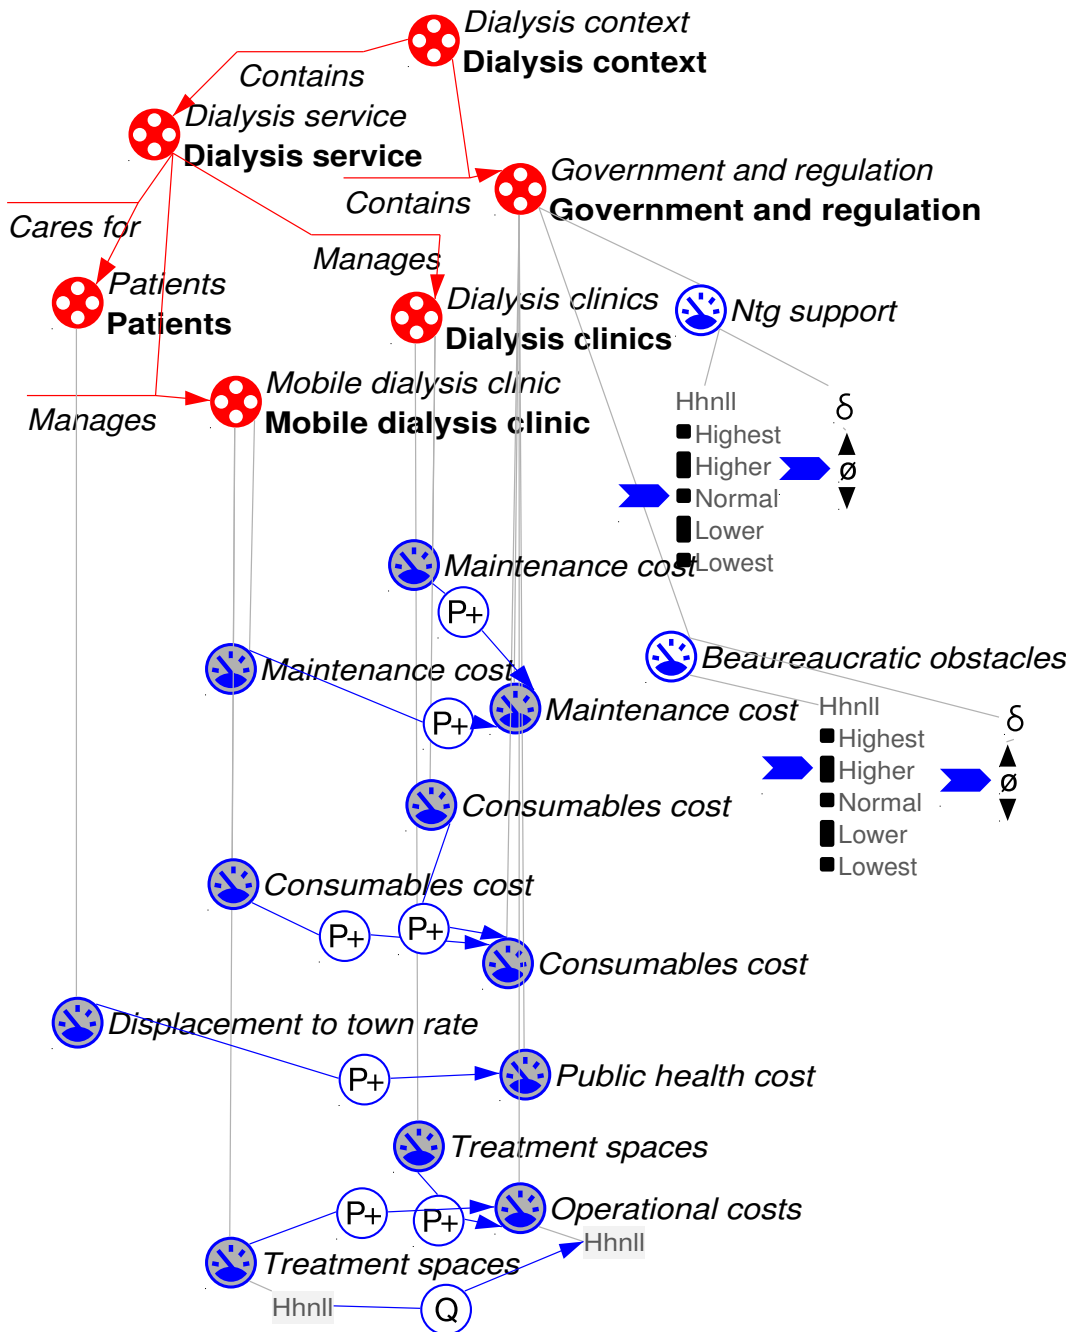 Dialysis context
Dialysis context
Contains
Dialysis service
Dialysis service
Government and regulation
Government and regulation
Contains
Cares for
Manages
Patients
Patients
Dialysis clinics
Dialysis clinics
Ntg support
Mobile dialysis clinic
Mobile dialysis clinic
Manages
Hhnll
δ
Highest
Higher
ø
Normal
Lower
Lowest
Maintenance cost
P+
Maintenance cost
Beaureaucratic obstacles
P+
Maintenance cost
Hhnll
δ
Highest
Higher
ø
Normal
Lower
Lowest
Consumables cost
Consumables cost
P+
P+
Consumables cost
Displacement to town rate
P+
Public health cost
Treatment spaces
P+
P+
Operational costs
Hhnll
Treatment spaces
Hhnll
Q